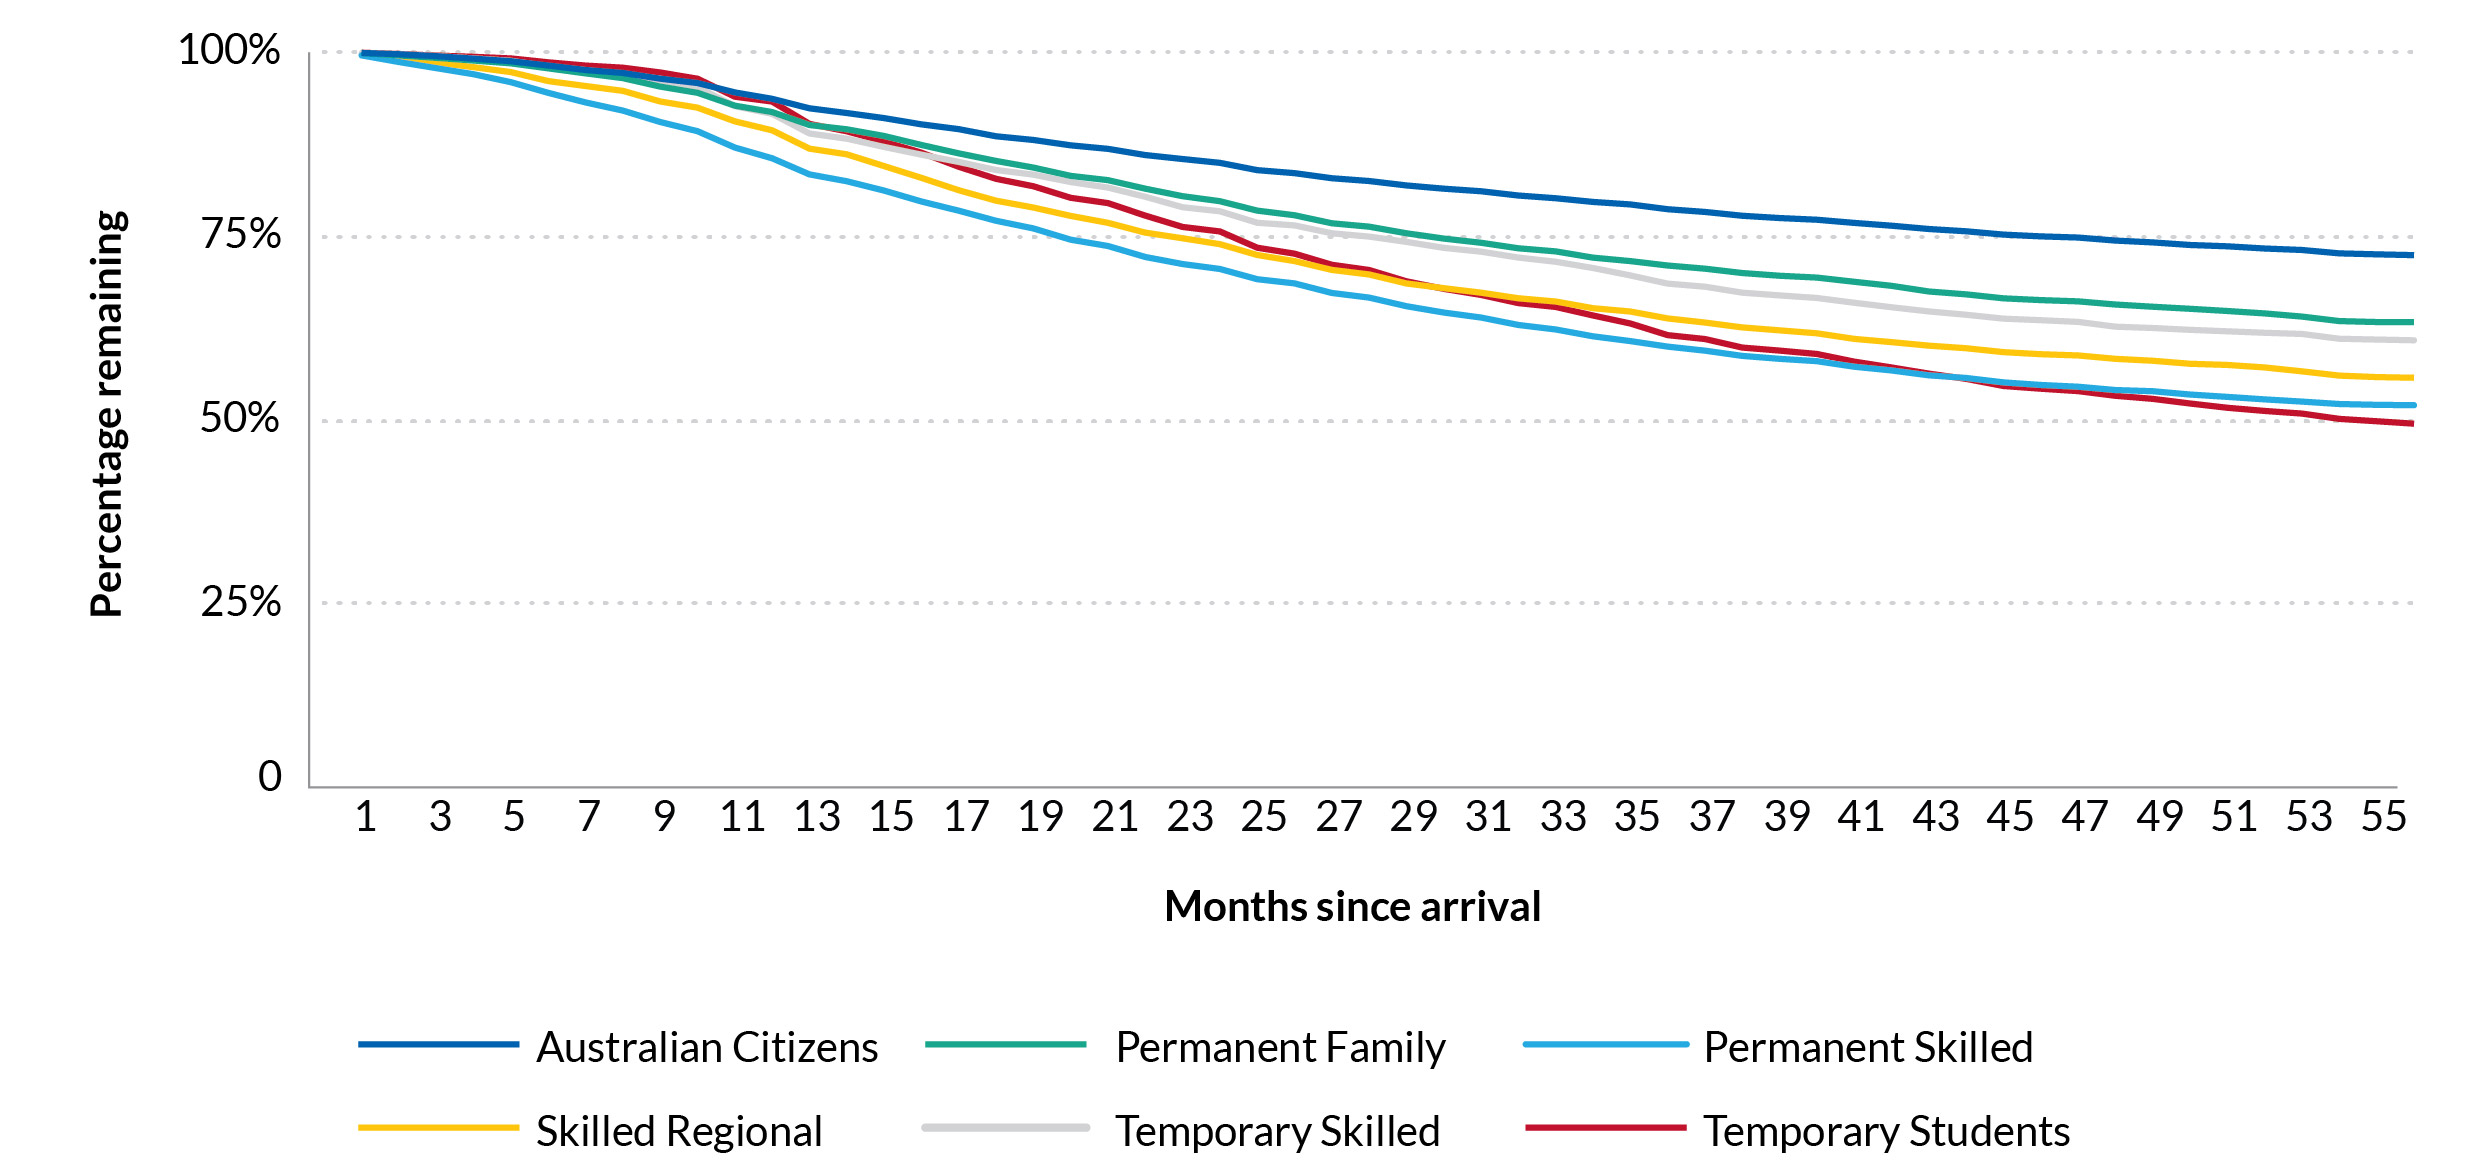 100%
75%
50%
25%
0
Percentage remaining
1 3 5 7 9 11 13 15 17 19 21 23 25 27 29 31 33 35 37 39 41 43 45 47 49 51 53 55
Months since arrival
Australian Citizens Permanent Family Permanent Skilled
Skilled Regional Temporary Skilled Temporary Students